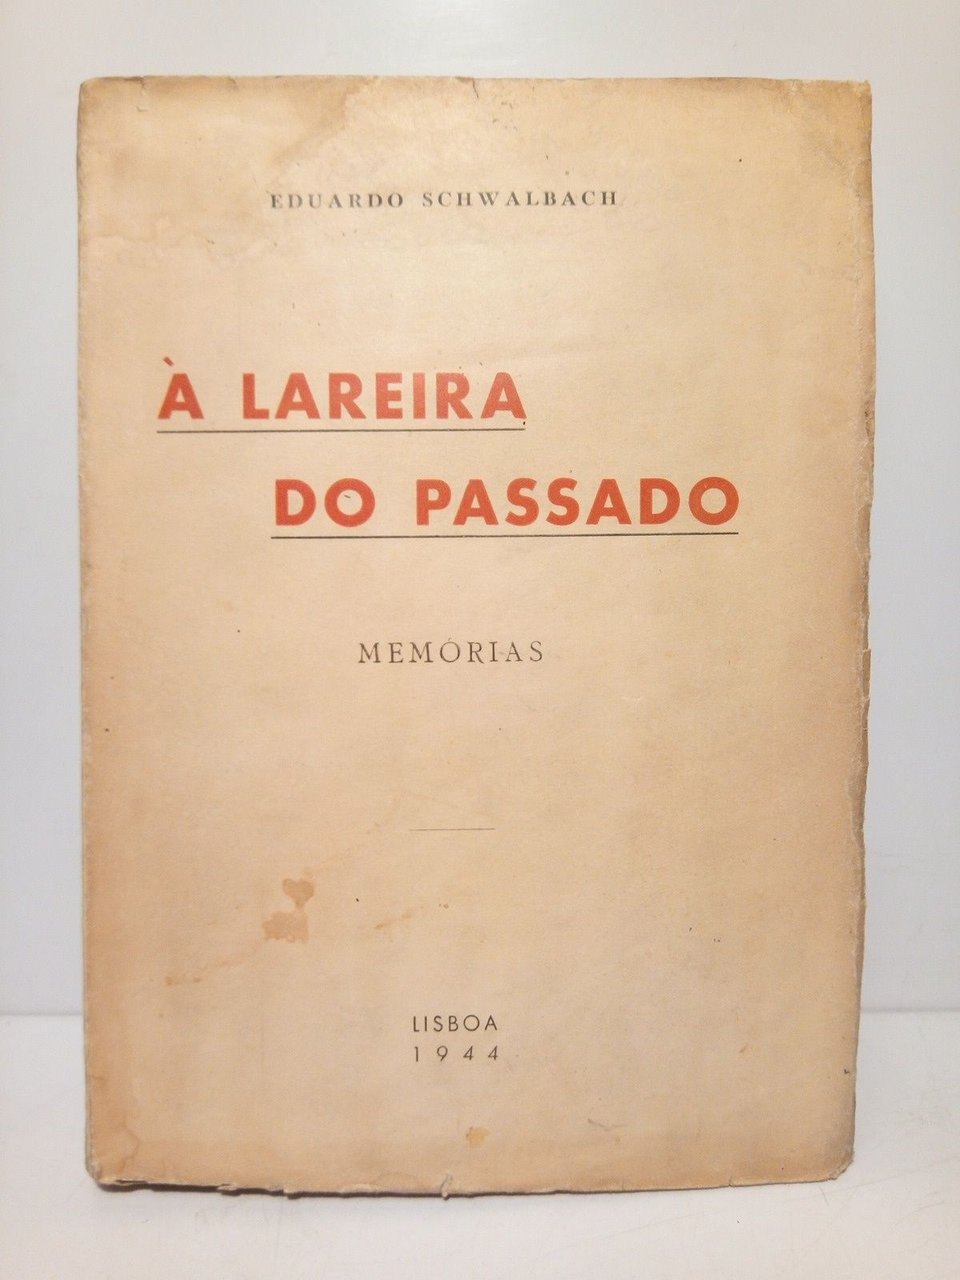 EDUARDO SCHWALBACH
À LAREIRA
DO PASSADO
MEMÓRIAS
LISBOA
1944